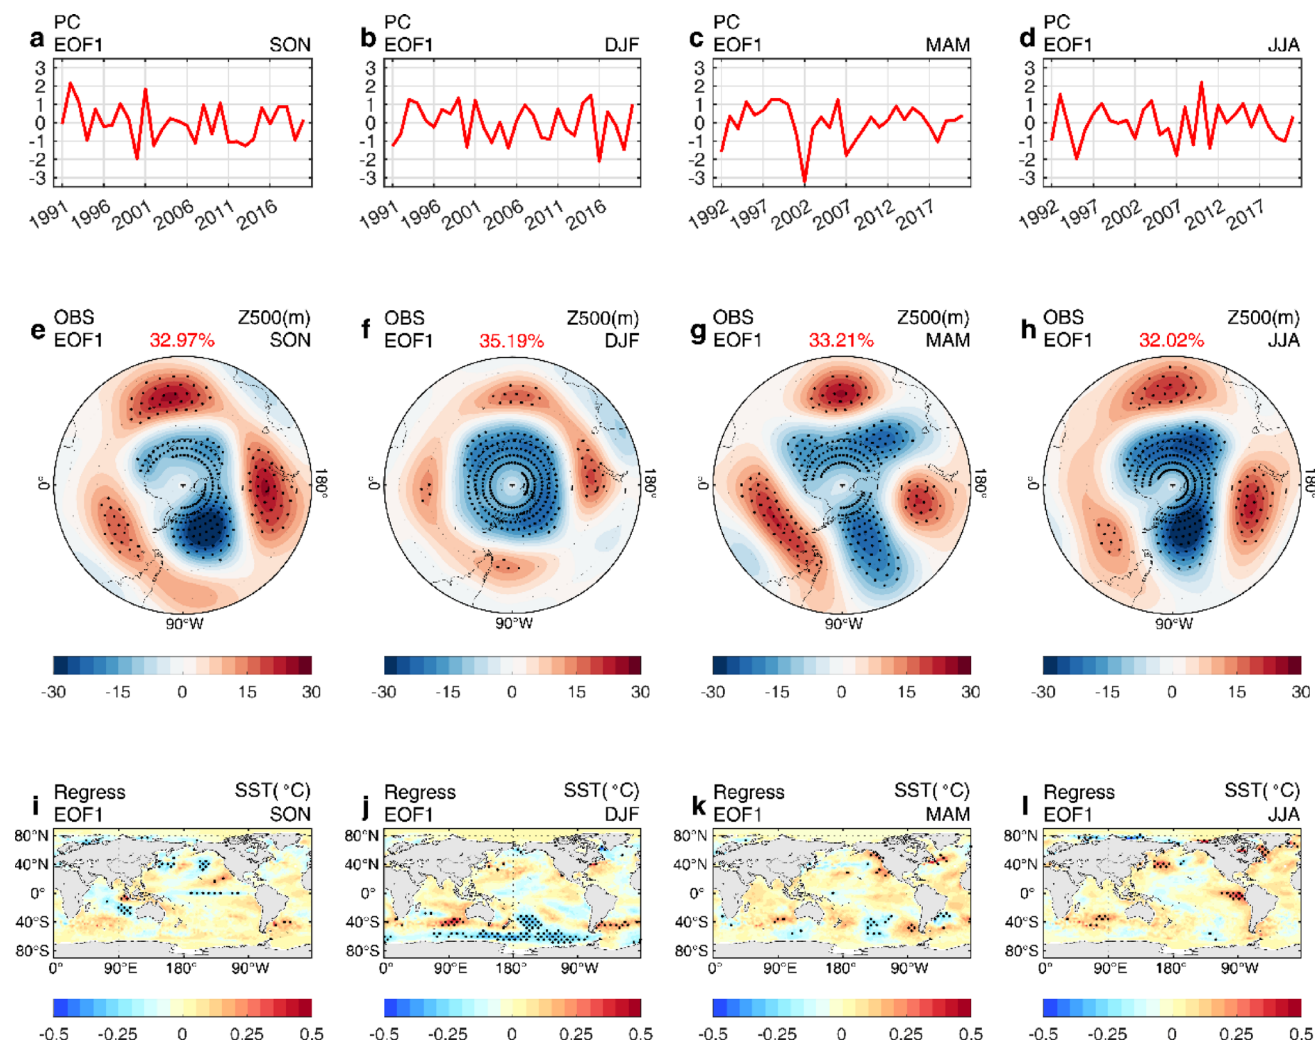 a PC EOF1 SON
3
2
1
0
-1
-2
-3
1991 1996 2001 2006 2011 2016
b PC EOF1 DJF
3
2
1
0
-1
-2
-3
1991 1996 2001 2006 2011 2016
c PC EOF1 MAM
3
2
1
0
-1
-2
-3
1992 1997 2002 2007 2012 2017
d PC EOF1 JJA
3
2
1
0
-1
-2
-3
1992 1997 2002 2007 2012 2017
e OBS Z500(m)
EOF1 32.97% SON
0° 180°
90°W
-30 -15 0 15 30
f OBS Z500(m)
EOF1 35.19% DJF
0° 180°
90°W
-30 -15 0 15 30
g OBS Z500(m)
EOF1 33.21% MAM
0° 180°
90°W
-30 -15 0 15 30
h OBS Z500(m)
EOF1 32.02% JJA
0° 180°
90°W
-30 -15 0 15 30
i Regress SST(°C)
EOF1 SON
80°N
40°N
0°
40°S
80°S
0° 90°E 180° 90°W
-0.5 -0.25 0 0.25 0.5
j Regress SST(°C)
EOF1 DJF
80°N
40°N
0°
40°S
80°S
0° 90°E 180° 90°W
-0.5 -0.25 0 0.25 0.5
k Regress SST(°C)
EOF1 MAM
80°N
40°N
0°
40°S
80°S
0° 90°E 180° 90°W
-0.5 -0.25 0 0.25 0.5
l Regress SST(°C)
EOF1 JJA
80°N
40°N
0°
40°S
80°S
0° 90°E 180° 90°W
-0.5 -0.25 0 0.25 0.5